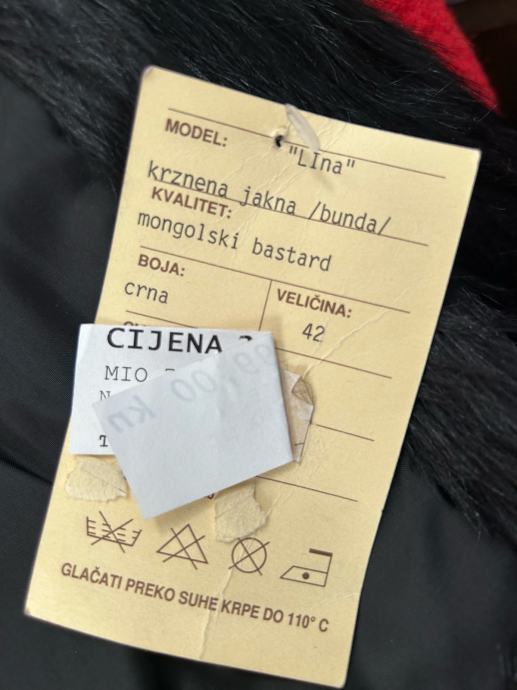 MODEL: "LIna"
krznena jakna /bunda/
KVALITET:
mongolski bastard
BOJA:
crna
VELIČINA:
42
CIJENA
MIO
GLAČATI PREKO SUHE KRPE DO 110° C